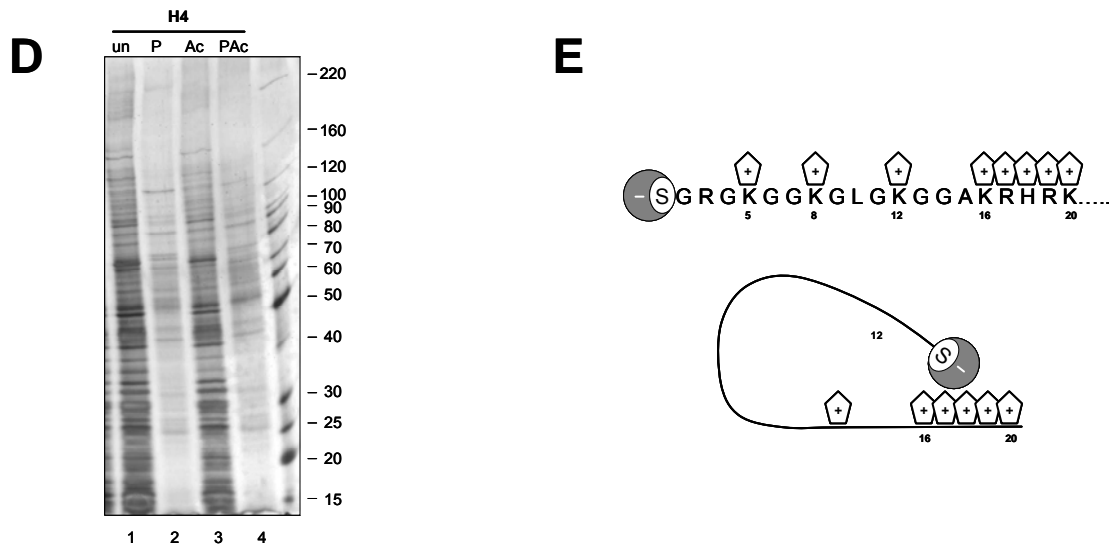 D
H4
un P Ac PAc
220
160
120
100
90
80
70
60
50
40
30
25
20
15
1 2 3 4
E
+ + + + + + + +
– S G R G K G G K G L G K G G A K R H R K.....
5 8 12 16 20
12
S –
+ + + + + +
16 20